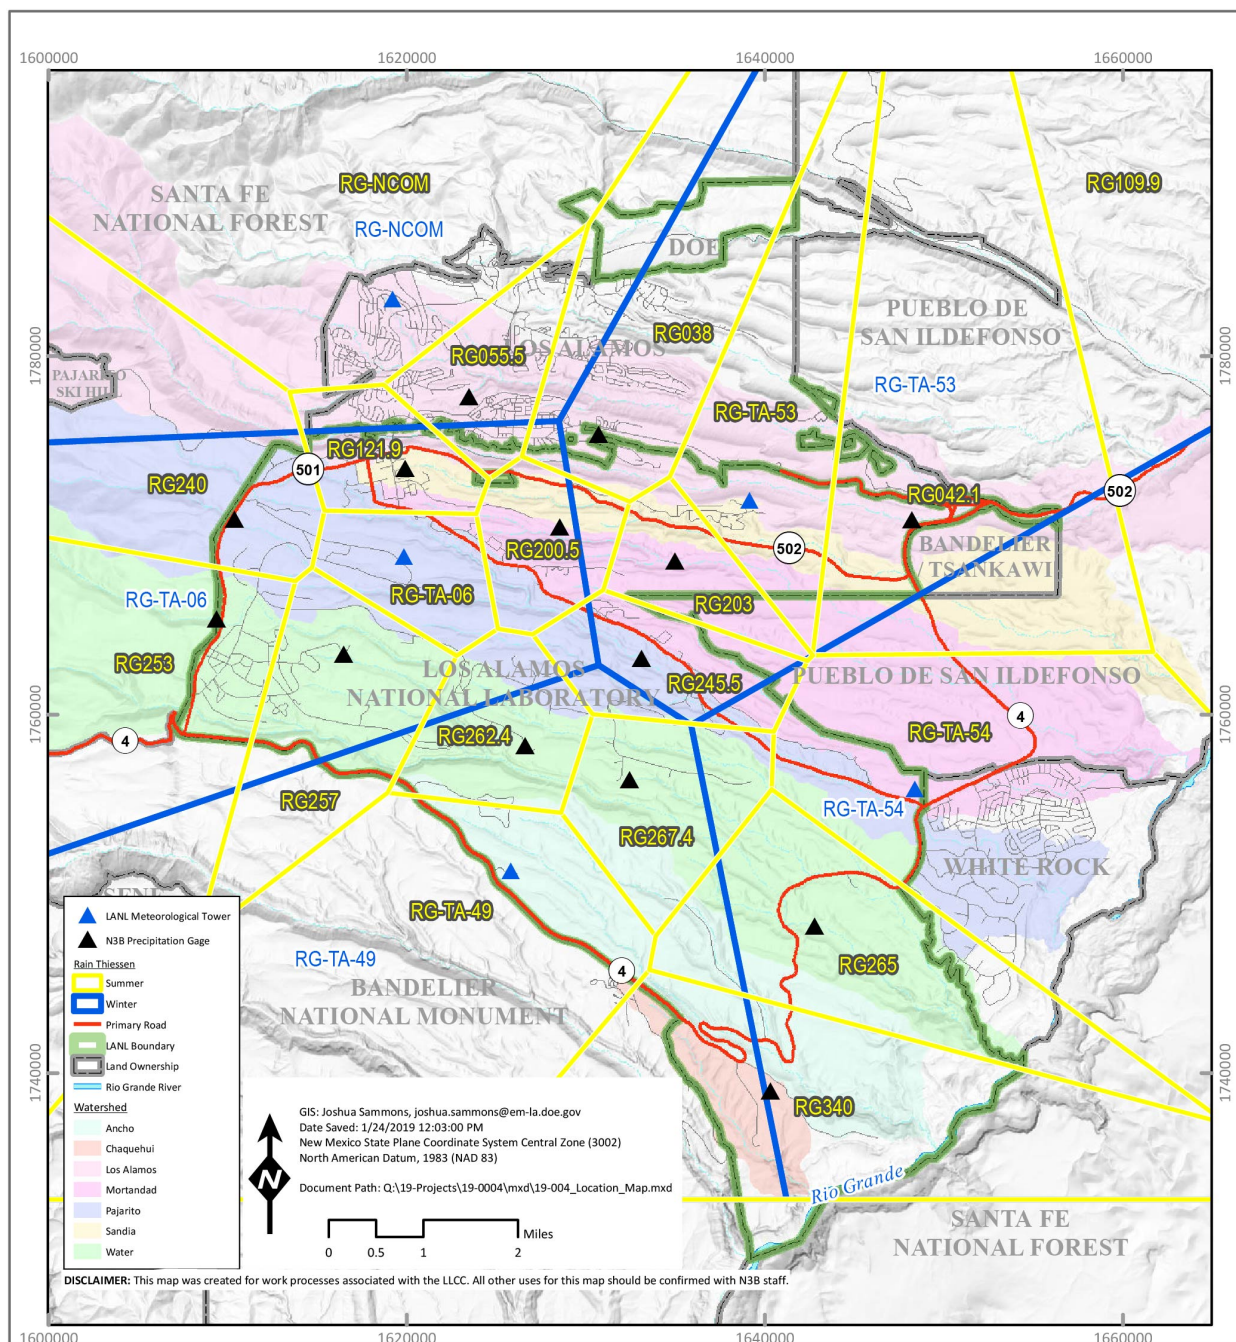 1600000
1620000
1640000
1660000
RG-NCOM
RG109.9
SANTA FE
NATIONAL FOREST
RG-NCOM
DOE
PUEBLO DE
SAN ILDEFONSO
RG038
1780000
1780000
RG055.5
LOS ALAMOS
PAJARITO
SKI HILL
RG-TA-53
RG-TA-53
RG121.9
501
RG240
RG042.1
502
502
RG200.5
BANDELIER
/ TSANKAWI
RG-TA-06
RG-TA-06
RG203
RG253
LOS ALAMOS
NATIONAL LABORATORY
RG245.5
PUEBLO DE SAN ILDEFONSO
1760000
1760000
4
4
RG262.4
RG-TA-54
RG257
RG-TA-54
RG267.4
WHITE ROCK
RG-TA-49
RG-TA-49
RG265
4
BANDELIER
NATIONAL MONUMENT
1740000
1740000
RG340
Rio Grande
SANTA FE
NATIONAL FOREST
LANL Meteorological Tower
N3B Precipitation Gage
Rain Thiessen
Summer
Winter
Primary Road
LANL Boundary
Land Ownership
Rio Grande River
Watershed
Ancho
Chaquehui
Los Alamos
Mortandad
Pajarito
Sandia
Water
N
GIS: Joshua Sammons, joshua.sammons@em-la.doe.gov
Date Saved: 1/24/2019 12:03:00 PM
New Mexico State Plane Coordinate System Central Zone (3002)
North American Datum, 1983 (NAD 83)
Document Path: Q:\19-Projects\19-0004\mxd\19-004_Location_Map.mxd
Miles
0 0.5 1 2
DISCLAIMER: This map was created for work processes associated with the LLCC. All other uses for this map should be confirmed with N3B staff.
1600000
1620000
1640000
1660000